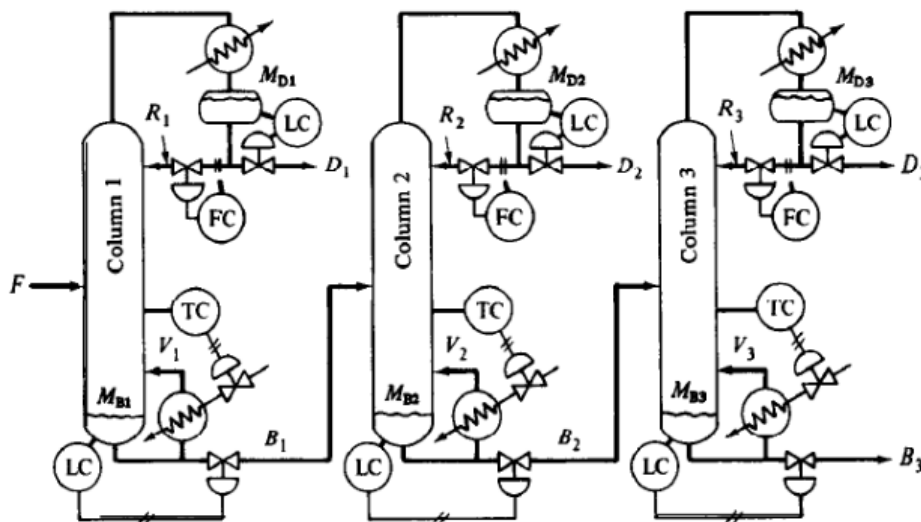 M_D1
M_D2
M_D3
LC
LC
LC
R_1
R_2
R_3
D_1
D_2
FC
FC
FC
Column 1
Column 2
Column 3
F
TC
TC
TC
V_1
V_2
V_3
M_B1
M_B2
M_B3
B_1
B_2
B_3
LC
LC
LC